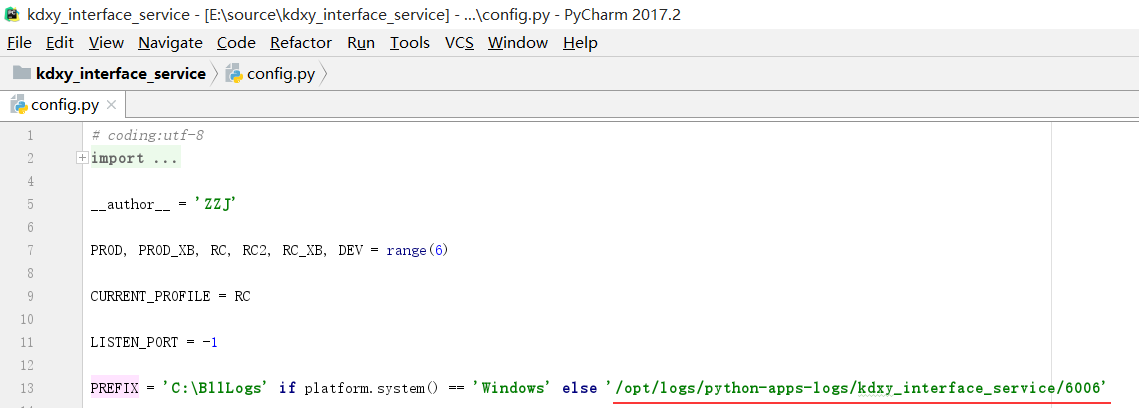 kdxy_interface_service - [E:\source\kdxy_interface_service] - ...\config.py - PyCharm 2017.2
File Edit View Navigate Code Refactor Run Tools VCS Window Help
kdxy_interface_service config.py
config.py
1 # coding:utf-8
2 import ...
4
5 __author__ = 'ZZJ'
6
7 PROD, PROD_XB, RC, RC2, RC_XB, DEV = range(6)
8
9 CURRENT_PROFILE = RC
10
11 LISTEN_PORT = -1
12
13 PREFIX = 'C:\BllLogs' if platform.system() == 'Windows' else '/opt/logs/python-apps-logs/kdxy_interface_service/6006'